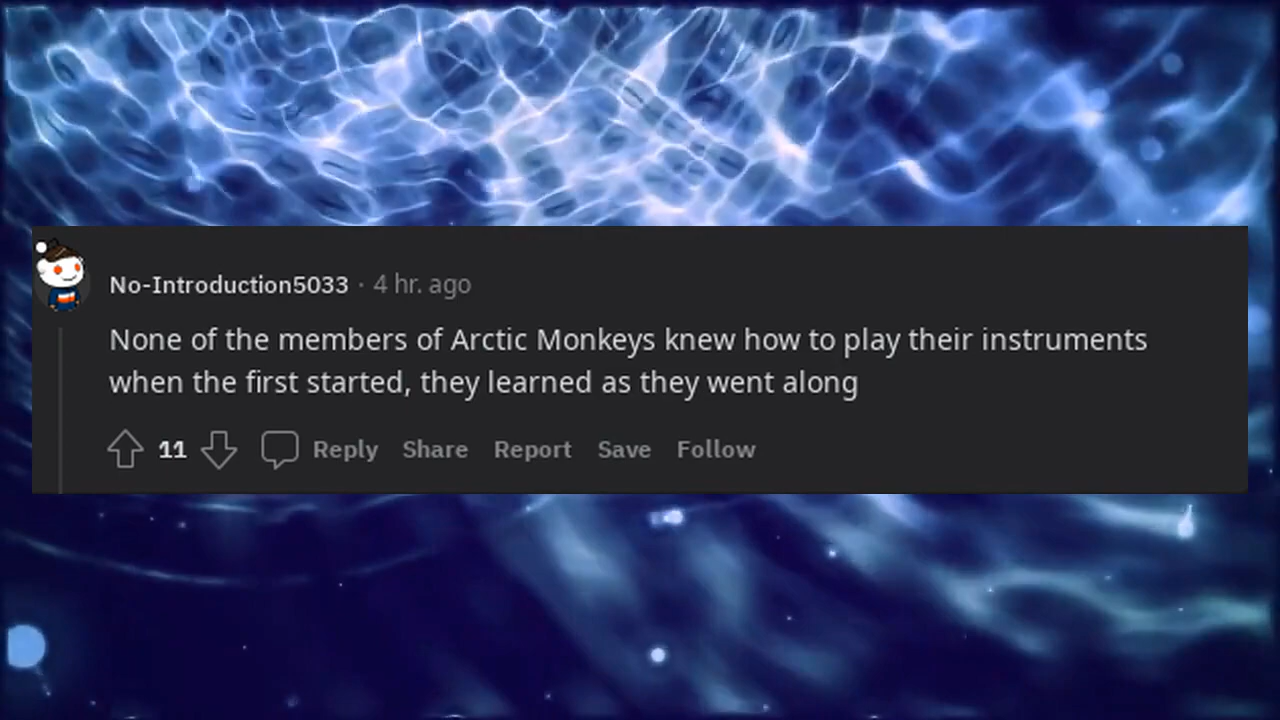 No-Introduction5033 · 4 hr. ago
None of the members of Arctic Monkeys knew how to play their instruments
when the first started, they learned as they went along
11 Reply Share Report Save Follow